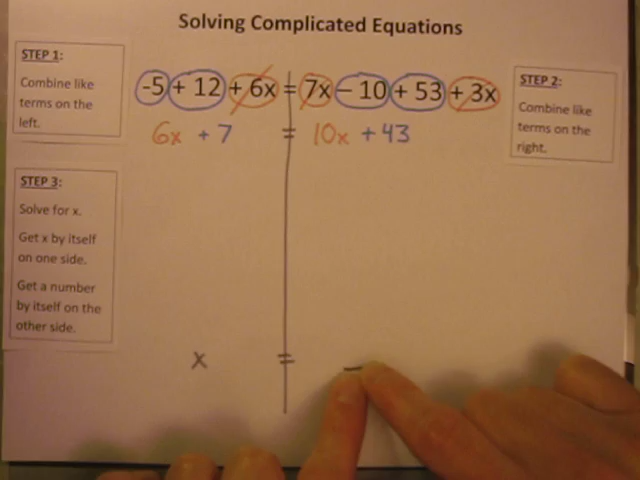 Solving Complicated Equations
STEP 1:
Combine like
terms on the
left.
-5 + 12 + 6x = 7x – 10 + 53 + 3x
STEP 2:
Combine like
terms on the
right.
6x + 7 = 10x + 43
STEP 3:
Solve for x.
Get x by itself
on one side.
Get a number
by itself on the
other side.
x = _